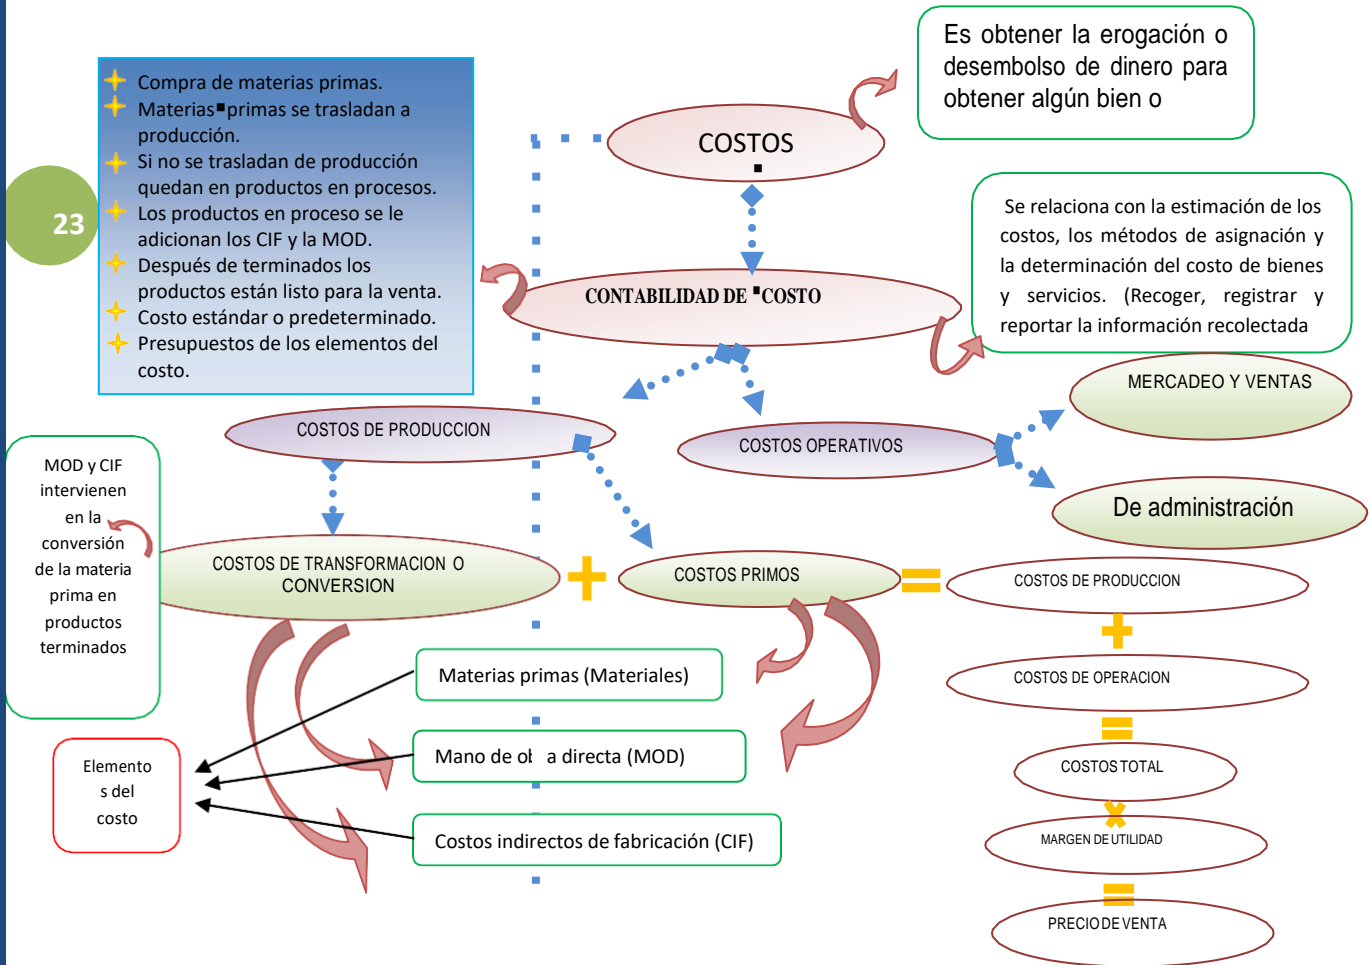 Es obtener la erogación o
desembolso de dinero para
obtener algún bien o
Compra de materias primas.
Materias primas se trasladan a
producción.
Si no se trasladan de producción
quedan en productos en procesos.
Los productos en proceso se le
adicionan los CIF y la MOD.
Después de terminados los
productos están listo para la venta.
Costo estándar o predeterminado.
Presupuestos de los elementos del
costo.
COSTOS
23
Se relaciona con la estimación de los
costos, los métodos de asignación y
la determinación del costo de bienes
y servicios. (Recoger, registrar y
reportar la información recolectada
CONTABILIDAD DE COSTO
MERCADEO Y VENTAS
COSTOS DE PRODUCCION
COSTOS OPERATIVOS
De administración
MOD y CIF
intervienen
en la
conversión
de la materia
prima en
productos
terminados
COSTOS DE TRANSFORMACION O
CONVERSION
COSTOS PRIMOS
COSTOS DE PRODUCCION
Materias primas (Materiales)
COSTOS DE OPERACION
Mano de ob a directa (MOD)
COSTOS TOTAL
Elemento
s del
costo
Costos indirectos de fabricación (CIF)
MARGEN DE UTILIDAD
PRECIO DE VENTA